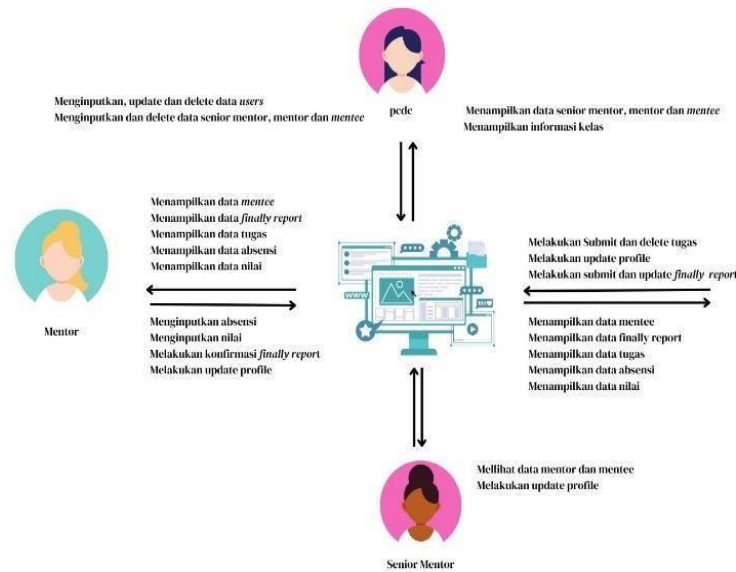 Menginputkan, update dan delete data users
Menginputkan dan delete data senior mentor, mentor dan mentee
pcdc
Menampilkan data senior mentor, mentor dan mentee
Menampilkan informasi kelas
Menampilkan data mentee
Menampilkan data finally report
Menampilkan data tugas
Menampilkan data absensi
Menampilkan data nilai
Mentor
Menginputkan absensi
Menginputkan nilai
Melakukan konfirmasi finally report
Melakukan update profile
WWW
Melakukan Submit dan delete tugas
Melakukan update profile
Melakukan submit dan update finally report
Menampilkan data mentee
Menampilkan data finally report
Menampilkan data tugas
Menampilkan data absensi
Menampilkan data nilai
Mellihat data mentor dan mentee
Melakukan update profile
Senior Mentor